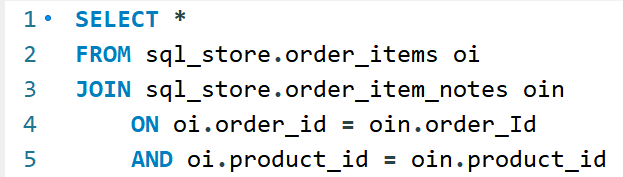 1 SELECT *
2 FROM sql_store.order_items oi
3 JOIN sql_store.order_item_notes oin
4 ON oi.order_id = oin.order_Id
5 AND oi.product_id = oin.product_id